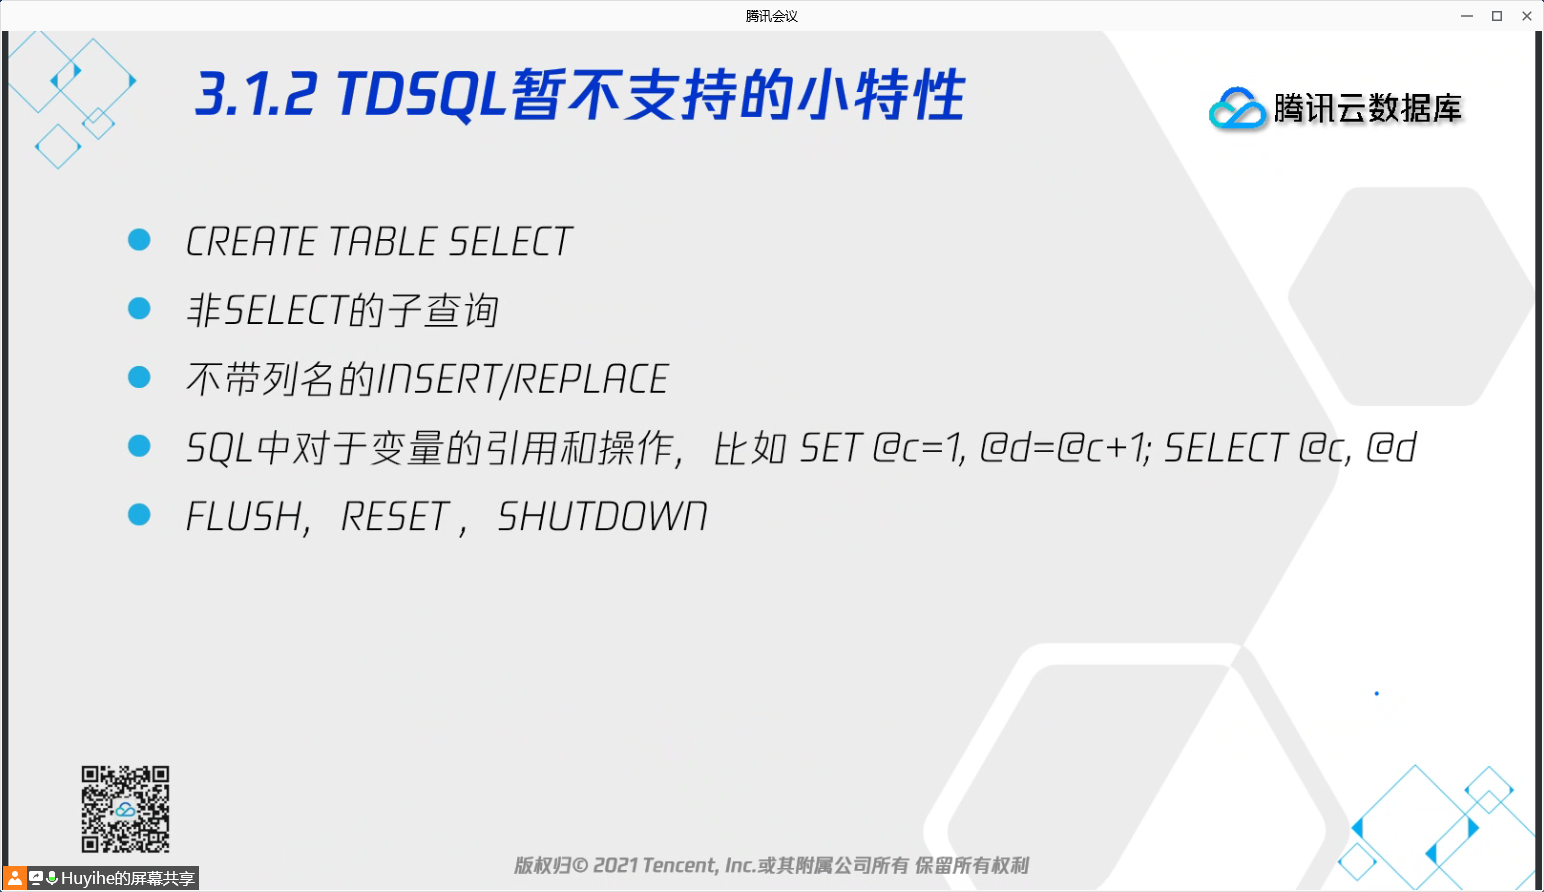 腾讯会议
3.1.2 TDSQL暂不支持的小特性
腾讯云数据库
CREATE TABLE SELECT
非SELECT的子查询
不带列名的INSERT/REPLACE
SQL中对于变量的引用和操作，比如 SET @c=1, @d=@c+1; SELECT @c, @d
FLUSH，RESET，SHUTDOWN
版权归© 2021 Tencent, Inc.或其附属公司所有 保留所有权利
Huyihe的屏幕共享